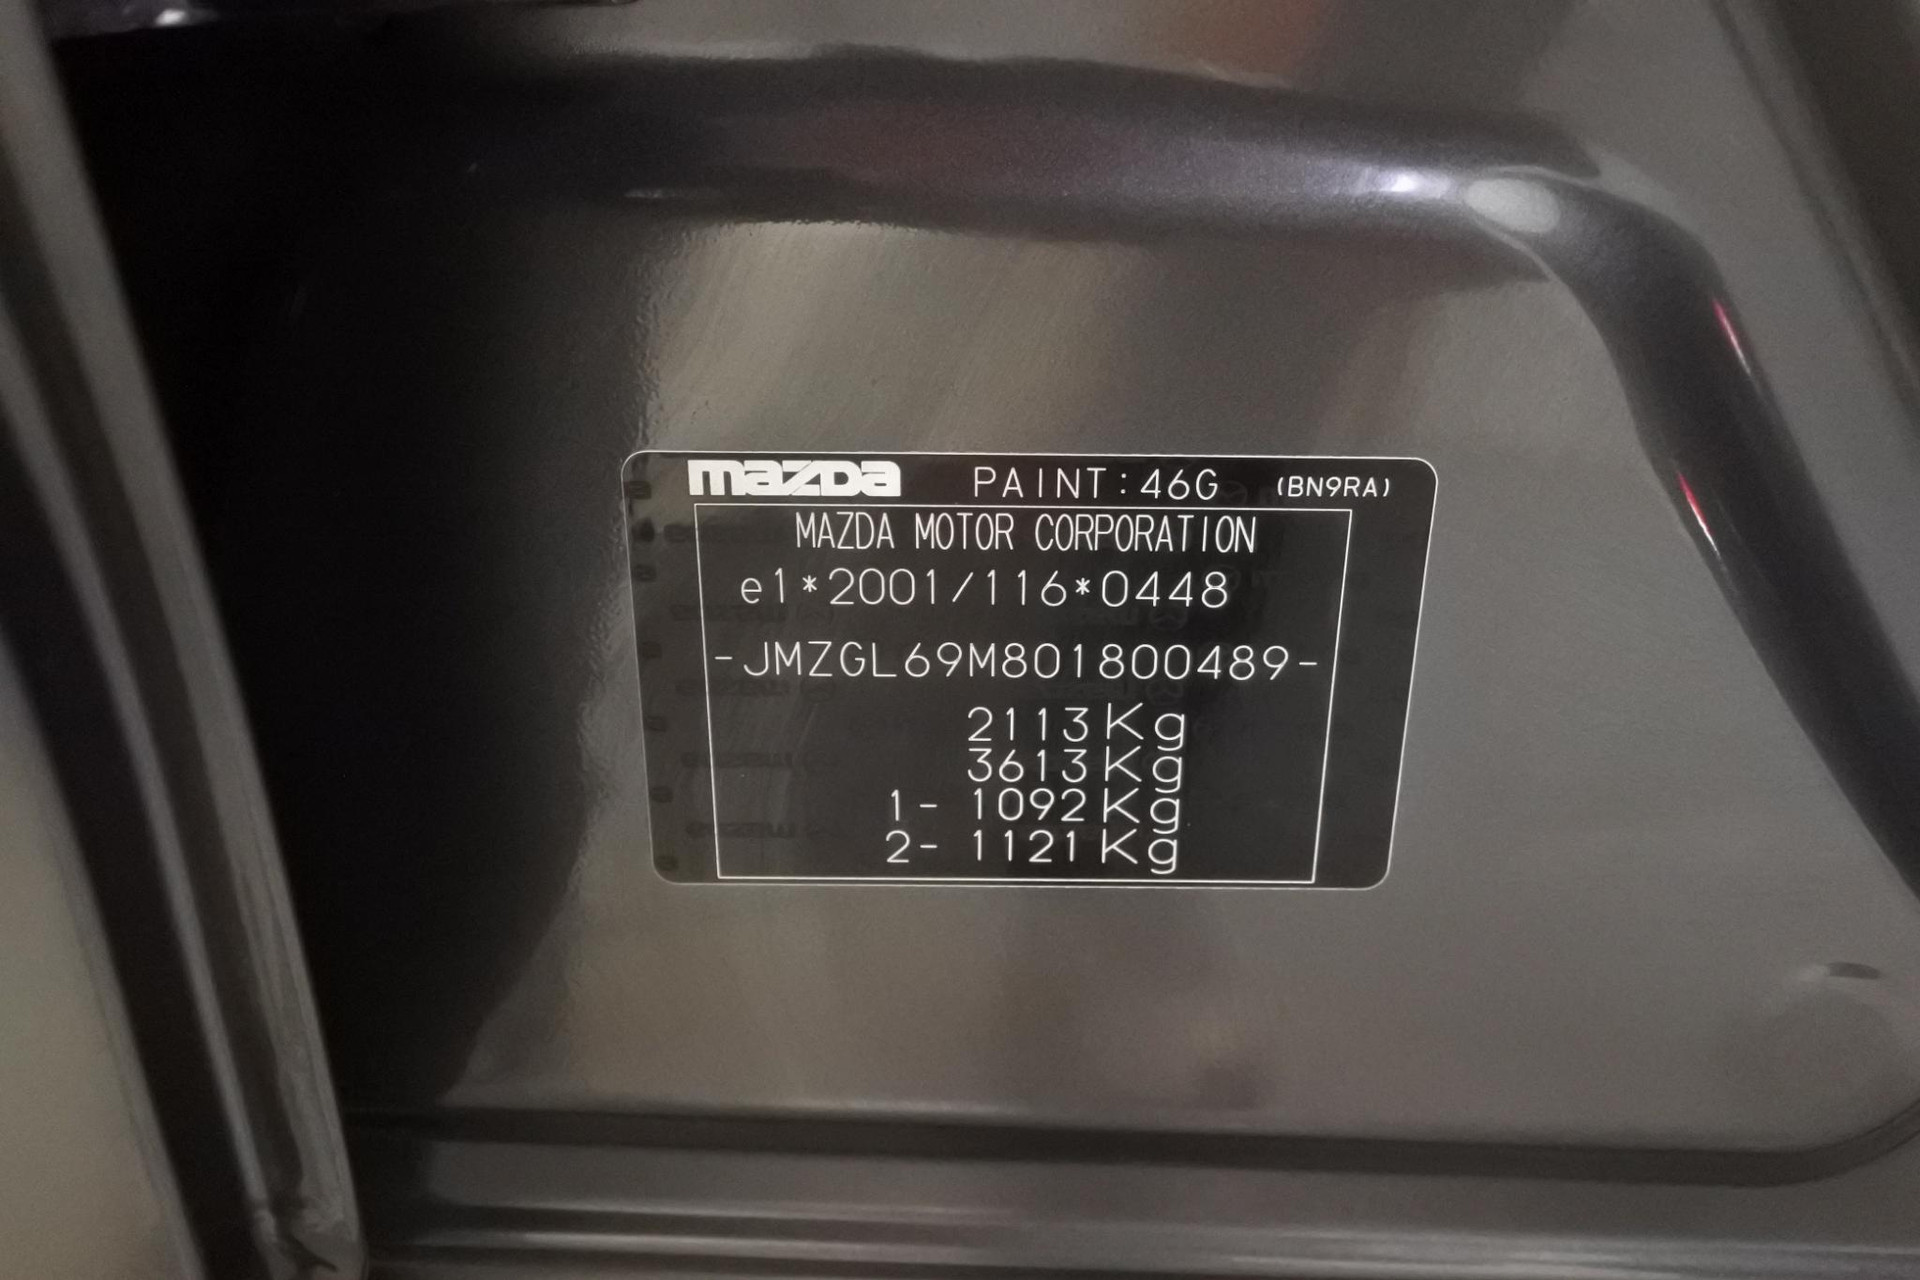 mazda PAINT:46G (BN9RA)
MAZDA MOTOR CORPORATION
e1*2001/116*0448
-JMZGL69M801800489-
2113Kg
3613Kg
1- 1092Kg
2- 1121Kg